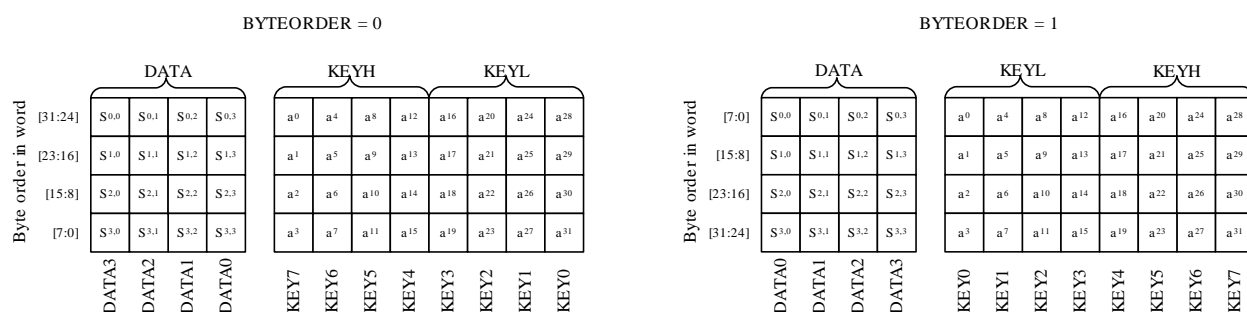 BYTEORDER = 0
DATA KEYH KEYL
Byte order in word
[31:24] S0,0 S0,1 S0,2 S0,3 a0 a4 a8 a12 a16 a20 a24 a28
[23:16] S1,0 S1,1 S1,2 S1,3 a1 a5 a9 a13 a17 a21 a25 a29
[15:8] S2,0 S2,1 S2,2 S2,3 a2 a6 a10 a14 a18 a22 a26 a30
[7:0] S3,0 S3,1 S3,2 S3,3 a3 a7 a11 a15 a19 a23 a27 a31
DATA3 DATA2 DATA1 DATA0 KEY7 KEY6 KEY5 KEY4 KEY3 KEY2 KEY1 KEY0
BYTEORDER = 1
DATA KEYL KEYH
Byte order in word
[7:0] S0,0 S0,1 S0,2 S0,3 a0 a4 a8 a12 a16 a20 a24 a28
[15:8] S1,0 S1,1 S1,2 S1,3 a1 a5 a9 a13 a17 a21 a25 a29
[23:16] S2,0 S2,1 S2,2 S2,3 a2 a6 a10 a14 a18 a22 a26 a30
[31:24] S3,0 S3,1 S3,2 S3,3 a3 a7 a11 a15 a19 a23 a27 a31
DATA0 DATA1 DATA2 DATA3 KEY0 KEY1 KEY2 KEY3 KEY4 KEY5 KEY6 KEY7